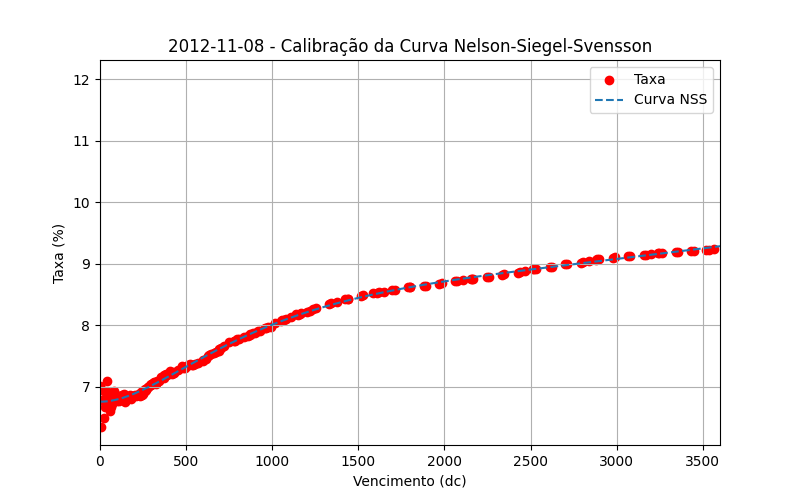 2012-11-08 - Calibração da Curva Nelson-Siegel-Svensson
Taxa
Curva NSS
12
11
10
9
8
7
Taxa (%)
0 500 1000 1500 2000 2500 3000 3500
Vencimento (dc)